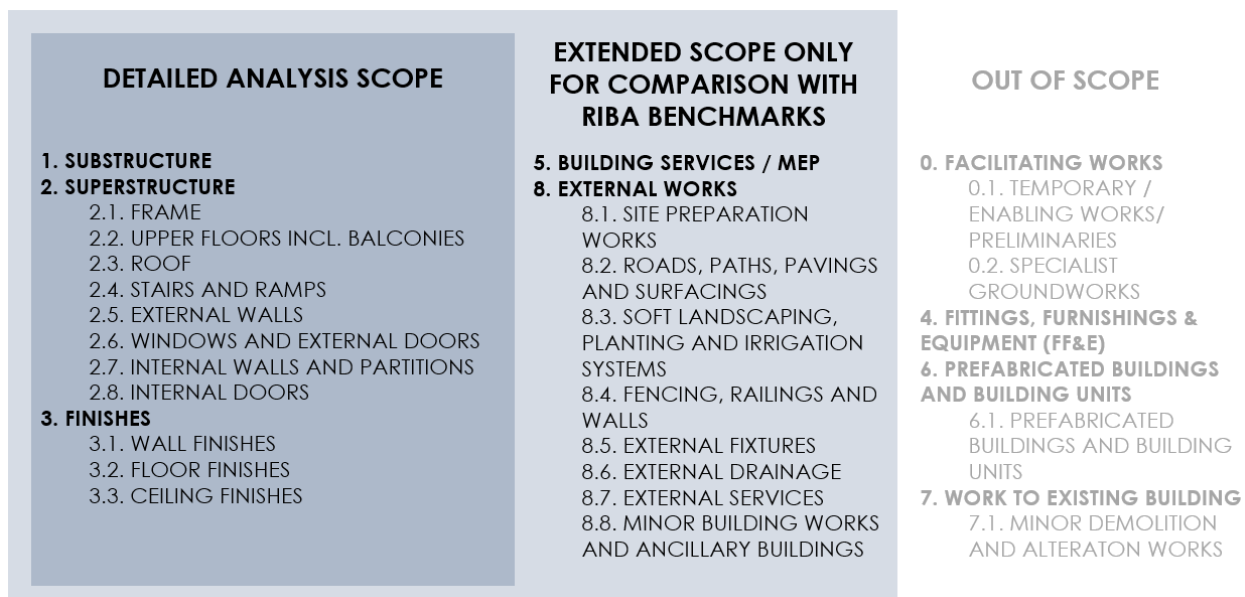 DETAILED ANALYSIS SCOPE
1. SUBSTRUCTURE
2. SUPERSTRUCTURE
2.1. FRAME
2.2. UPPER FLOORS INCL. BALCONIES
2.3. ROOF
2.4. STAIRS AND RAMPS
2.5. EXTERNAL WALLS
2.6. WINDOWS AND EXTERNAL DOORS
2.7. INTERNAL WALLS AND PARTITIONS
2.8. INTERNAL DOORS
3. FINISHES
3.1. WALL FINISHES
3.2. FLOOR FINISHES
3.3. CEILING FINISHES
EXTENDED SCOPE ONLY
FOR COMPARISON WITH
RIBA BENCHMARKS
5. BUILDING SERVICES / MEP
8. EXTERNAL WORKS
8.1. SITE PREPARATION
WORKS
8.2. ROADS, PATHS, PAVINGS
AND SURFACINGS
8.3. SOFT LANDSCAPING,
PLANTING AND IRRIGATION
SYSTEMS
8.4. FENCING, RAILINGS AND
WALLS
8.5. EXTERNAL FIXTURES
8.6. EXTERNAL DRAINAGE
8.7. EXTERNAL SERVICES
8.8. MINOR BUILDING WORKS
AND ANCILLARY BUILDINGS
OUT OF SCOPE
0. FACILITATING WORKS
0.1. TEMPORARY /
ENABLING WORKS/
PRELIMINARIES
0.2. SPECIALIST
GROUNDWORKS
4. FITTINGS, FURNISHINGS &
EQUIPMENT (FF&E)
6. PREFABRICATED BUILDINGS
AND BUILDING UNITS
6.1. PREFABRICATED
BUILDINGS AND BUILDING
UNITS
7. WORK TO EXISTING BUILDING
7.1. MINOR DEMOLITION
AND ALTERATON WORKS